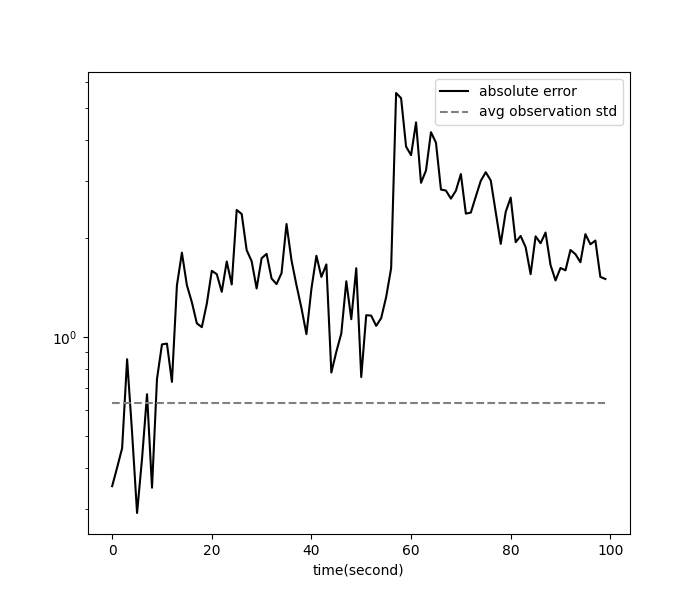 absolute error
avg observation std
10⁰
0 20 40 60 80 100
time(second)